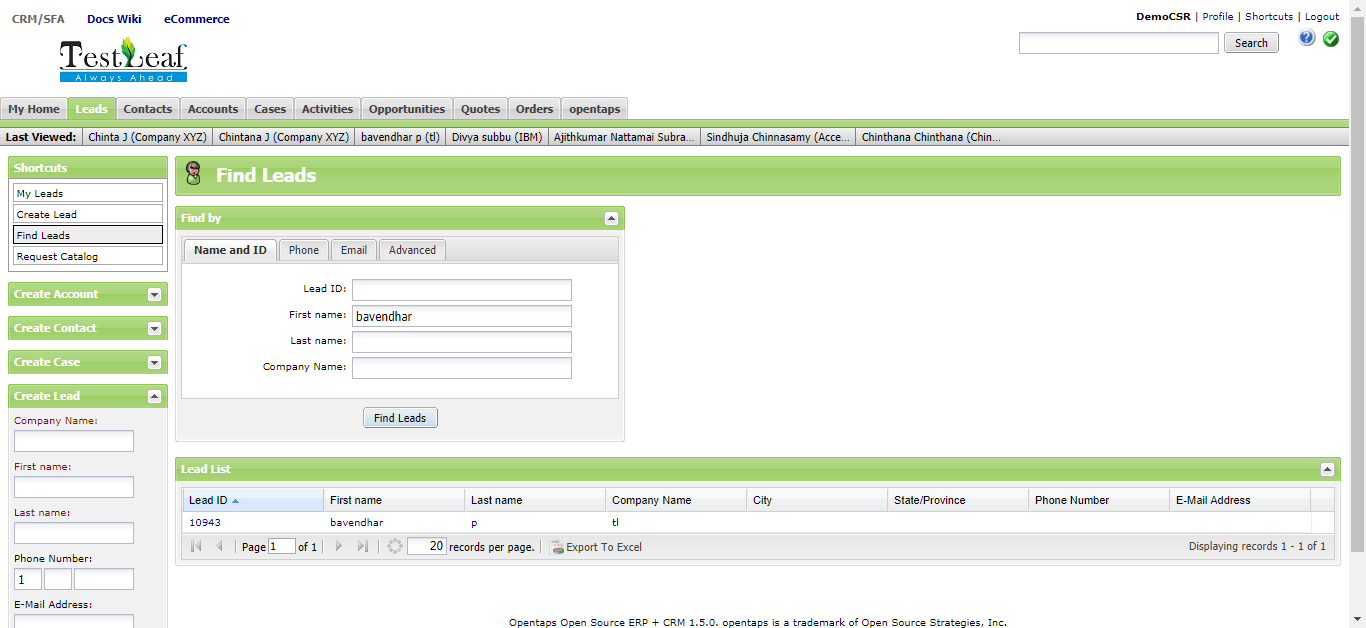 CRM/SFA Docs Wiki eCommerce
DemoCSR | Profile | Shortcuts | Logout
TestLeaf
Always Ahead
Search
My Home Leads Contacts Accounts Cases Activities Opportunities Quotes Orders opentaps
Last Viewed: Chinta J (Company XYZ) Chintana J (Company XYZ) bavendhar p (tl) Divya subbu (IBM) Ajithkumar Nattamai Subra... Sindhuja Chinnasamy (Acce... Chinthana Chinthana (Chin...
Shortcuts
My Leads
Create Lead
Find Leads
Request Catalog
Create Account
Create Contact
Create Case
Create Lead
Company Name:
First name:
Last name:
Phone Number:
1
E-Mail Address:
Find Leads
Find by
Name and ID Phone Email Advanced
Lead ID:
First name: bavendhar
Last name:
Company Name:
Find Leads
Lead List
Lead ID First name Last name Company Name City State/Province Phone Number E-Mail Address
10943 bavendhar p tl
Page 1 of 1 20 records per page. Export To Excel Displaying records 1 - 1 of 1
Opentaps Open Source ERP + CRM 1.5.0. opentaps is a trademark of Open Source Strategies, Inc.